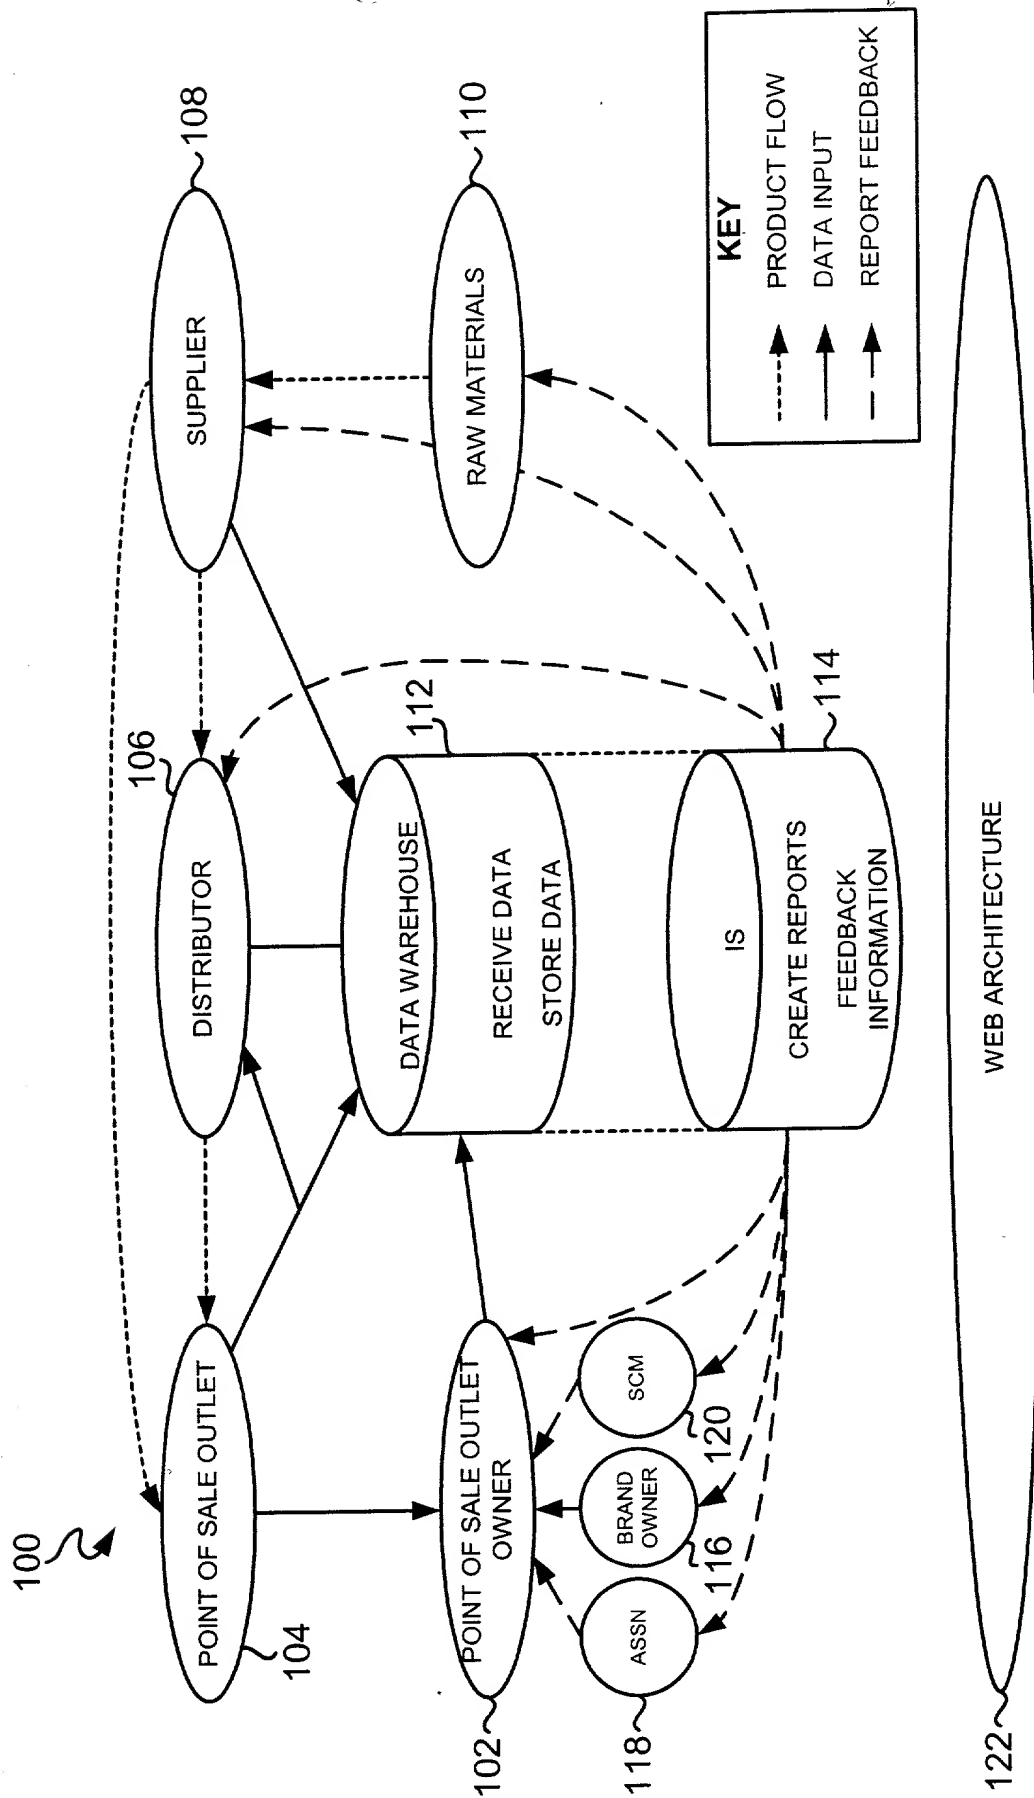 100
108
SUPPLIER
106
DISTRIBUTOR
POINT OF SALE OUTLET
104
110
RAW MATERIALS
112
DATA WAREHOUSE
RECEIVE DATA
STORE DATA
102
POINT OF SALE OUTLET
OWNER
118
ASSN
BRAND
OWNER
116
SCM
120
114
IS
CREATE REPORTS
FEEDBACK
INFORMATION
KEY
PRODUCT FLOW
DATA INPUT
REPORT FEEDBACK
122
WEB ARCHITECTURE